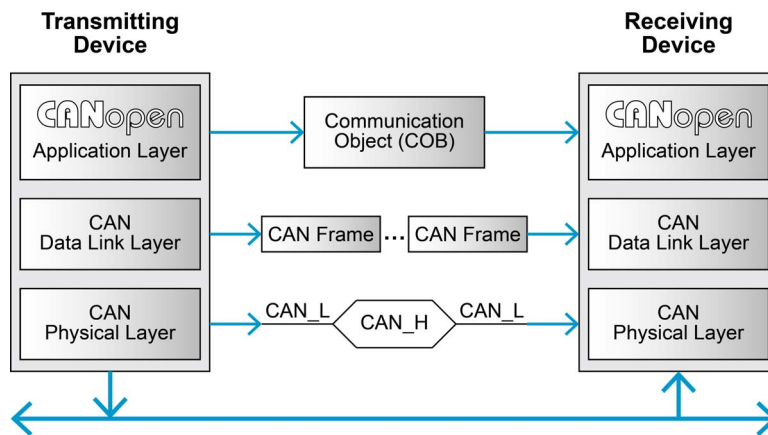 Transmitting
Device
Receiving
Device
CANopen
Application Layer
Communication
Object (COB)
CANopen
Application Layer
CAN
Data Link Layer
CAN Frame
...
CAN Frame
CAN
Data Link Layer
CAN
Physical Layer
CAN_L
CAN_H
CAN_L
CAN
Physical Layer